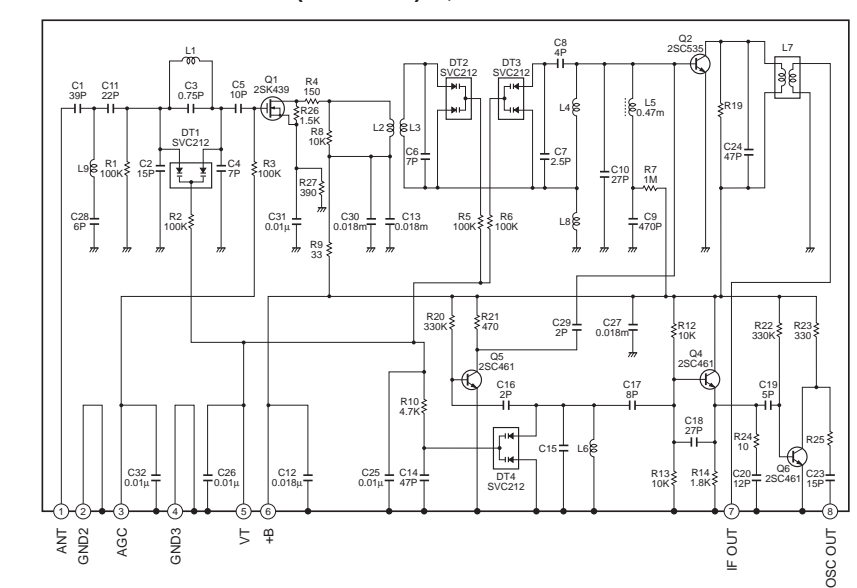 L1
C1
39P
C11
22P
C3
0.75P
C5
10P
Q1
2SK439
R4
150
R26
1.5K
R8
10K
L2
L3
DT2
SVC212
DT3
SVC212
C8
4P
Q2
2SC535
L7
DT1
SVC212
L9
R1
100K
C2
15P
C4
7P
R3
100K
C6
7P
C7
2.5P
L4
L5
0.47m
R19
C24
47P
C28
6P
R2
100K
R27
390
C31
0.01μ
C30
0.018m
C13
0.018m
R5
100K
R6
100K
L8
C10
27P
R7
1M
C9
470P
R9
33
R20
330K
R21
470
C29
2P
C27
0.018m
R12
10K
R22
330K
R23
330
Q5
2SC461
Q4
2SC461
R10
4.7K
C16
2P
C17
8P
C19
5P
C18
27P
R24
10
R25
DT4
SVC212
C15
L6
Q6
2SC461
C32
0.01μ
C26
0.01μ
C12
0.018μ
C25
0.01μ
C14
47P
R13
10K
R14
1.8K
C20
12P
C23
15P
1
2
3
4
5
6
7
8
ANT
GND2
AGC
GND3
VT
+B
IF OUT
OSC OUT